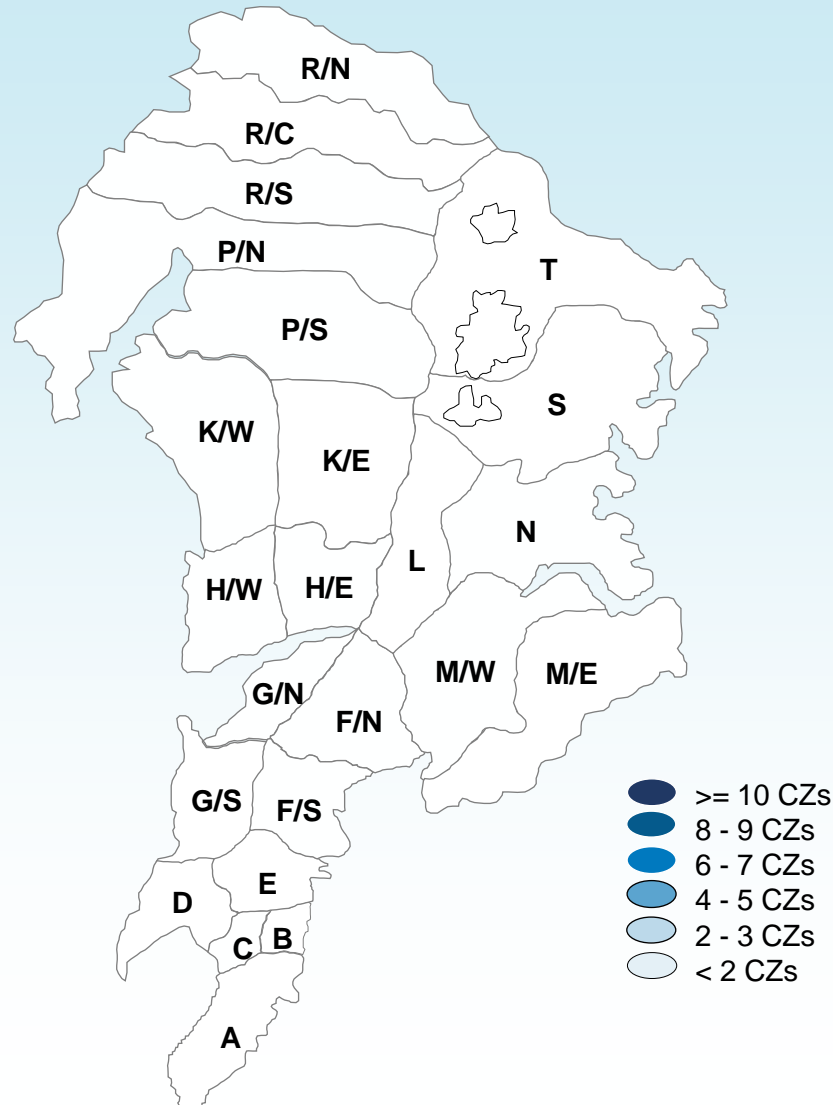 R/N
R/C
R/S
P/N
T
P/S
S
K/W
K/E
N
L
H/W
H/E
M/W
M/E
G/N
F/N
G/S
F/S
E
D
C
B
A
>= 10 CZs
8 - 9 CZs
6 - 7 CZs
4 - 5 CZs
2 - 3 CZs
< 2 CZs